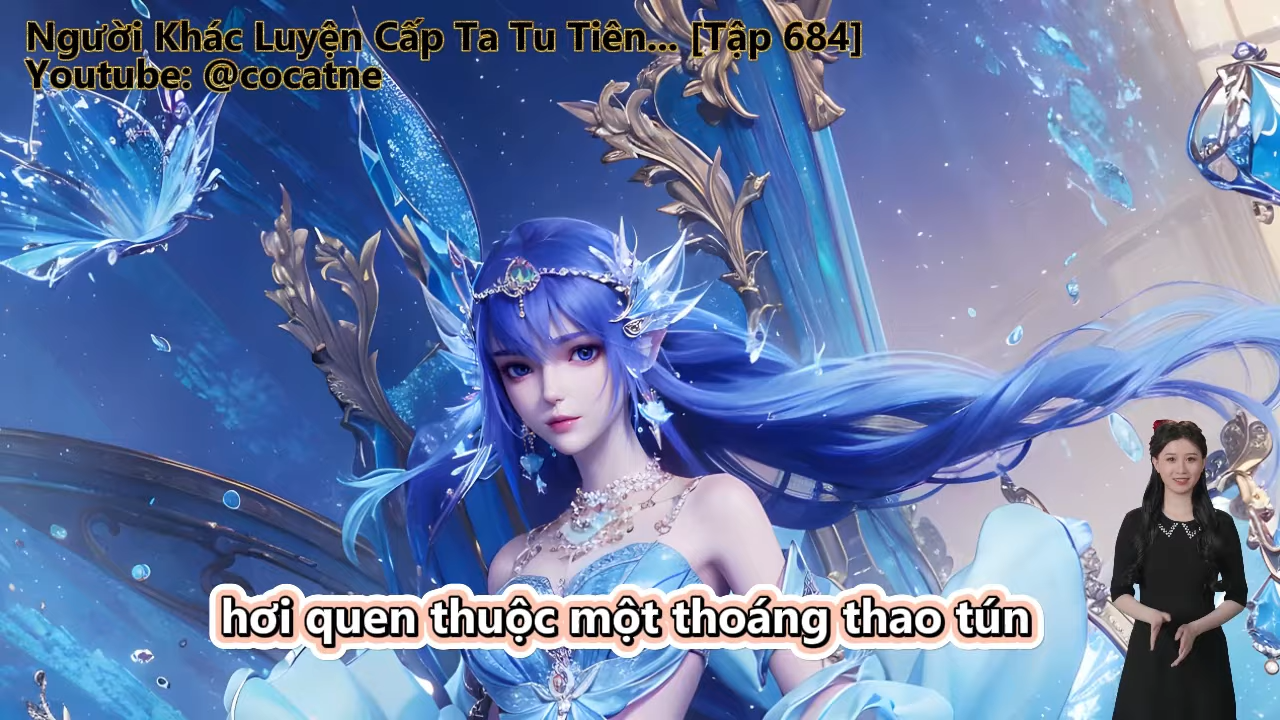 Người Khác Luyện Cấp Ta Tu Tiên... [Tập 684]
Youtube: @cocatne
hơi quen thuộc một thoáng thao tún